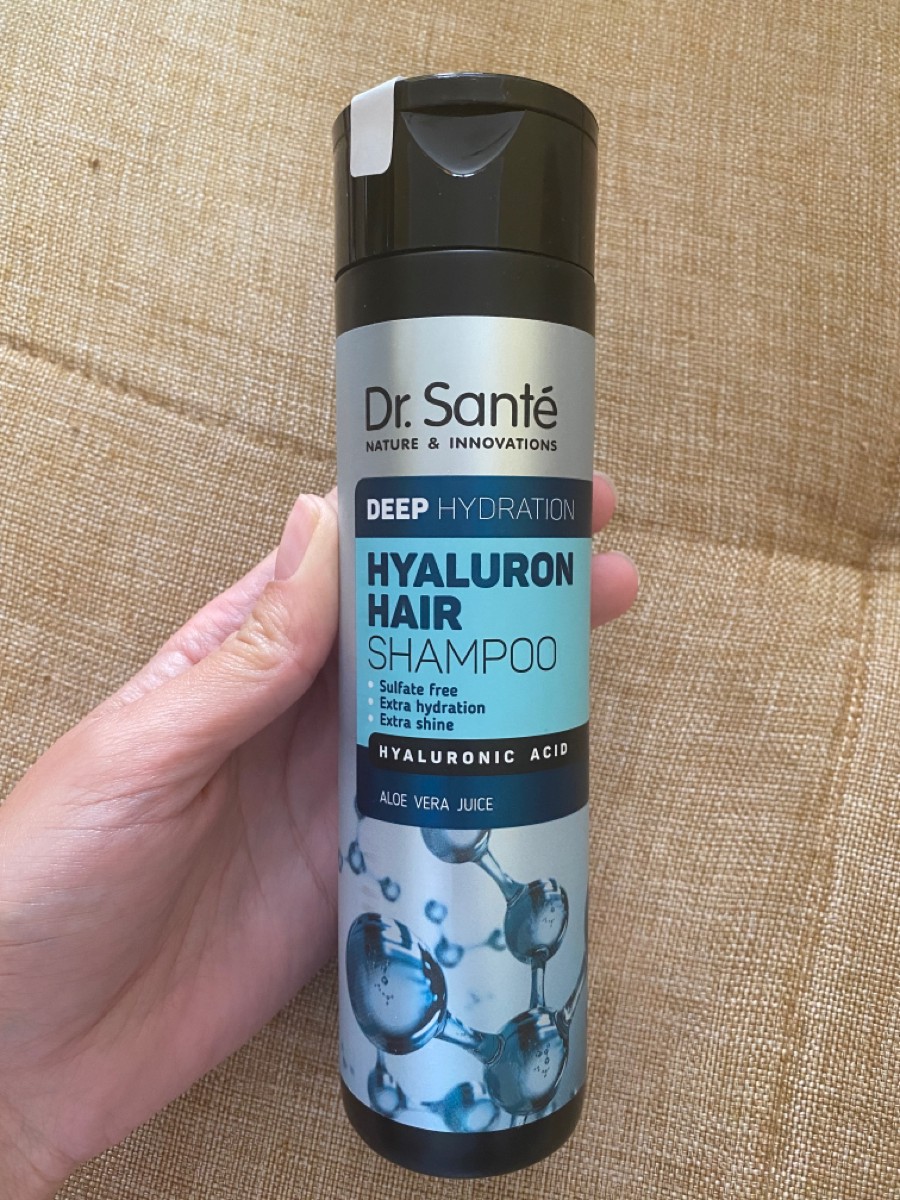 Dr. Santé
NATURE & INNOVATIONS
DEEP HYDRATION
HYALURON
HAIR
SHAMPOO
• Sulfate free
• Extra hydration
• Extra shine
HYALURONIC ACID
ALOE VERA JUICE